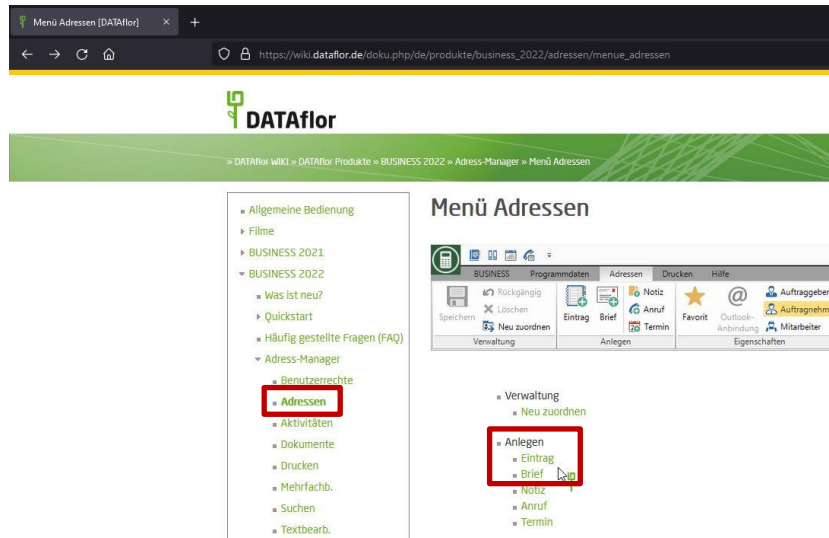 Menü Adressen [DATAflor]
https://wiki.dataflor.de/doku.php/de/produkte/business_2022/adressen/menue_adressen
DATAflor
» DATAflor WIKI » DATAflor Produkte » BUSINESS 2022 » Adress-Manager » Menü Adressen
Allgemeine Bedienung
Filme
BUSINESS 2021
BUSINESS 2022
Was ist neu?
Quickstart
Häufig gestellte Fragen (FAQ)
Adress-Manager
Benutzerrechte
Adressen
Aktivitäten
Dokumente
Drucken
Mehrfachb.
Suchen
Textbearb.
Menü Adressen
BUSINESS Programmdaten Adressen Drucken Hilfe
Rückgängig Notiz Auftraggeber
Löschen Anruf Auftragnehm
Speichern Neu zuordnen Eintrag Brief Termin Favorit Outlook-Anbindung Mitarbeiter
Verwaltung Anlegen Eigenschaften
Verwaltung
Neu zuordnen
Anlegen
Eintrag
Brief
Notiz
Anruf
Termin